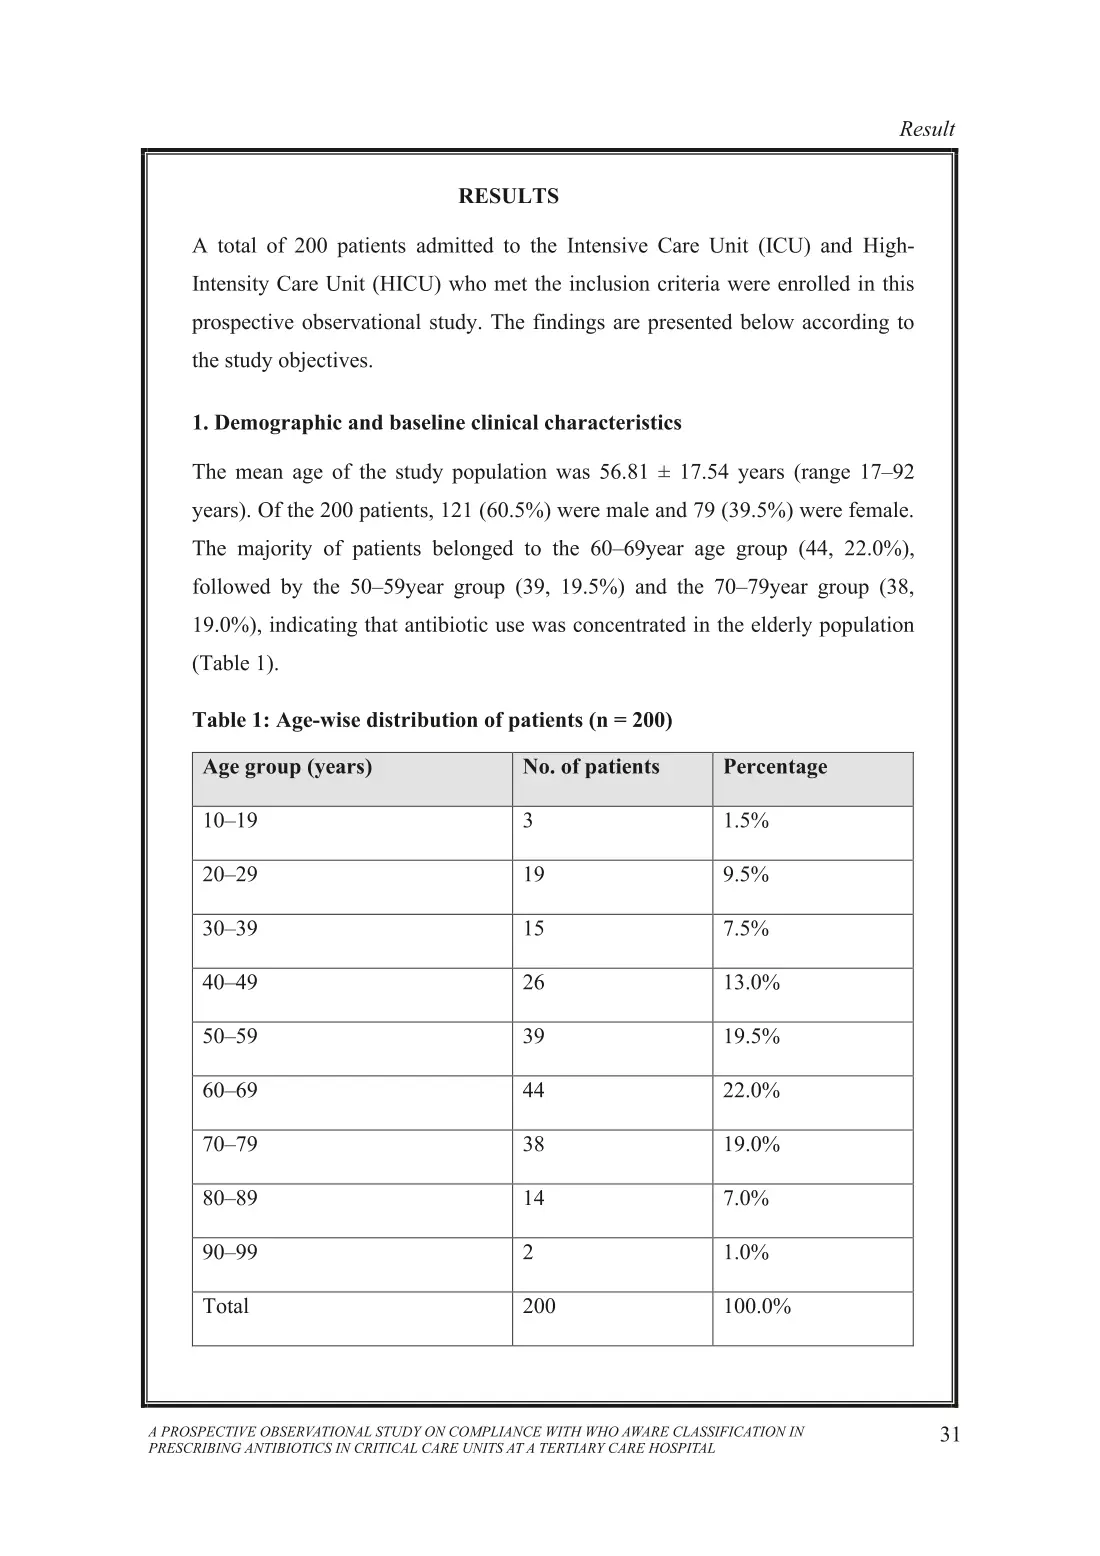 Result
RESULTS
A total of 200 patients admitted to the Intensive Care Unit (ICU) and High-
Intensity Care Unit (HICU) who met the inclusion criteria were enrolled in this
prospective observational study. The findings are presented below according to
the study objectives.
1. Demographic and baseline clinical characteristics
The mean age of the study population was 56.81 ± 17.54 years (range 17–92
years). Of the 200 patients, 121 (60.5%) were male and 79 (39.5%) were female.
The majority of patients belonged to the 60–69year age group (44, 22.0%),
followed by the 50–59year group (39, 19.5%) and the 70–79year group (38,
19.0%), indicating that antibiotic use was concentrated in the elderly population
(Table 1).
Table 1: Age-wise distribution of patients (n = 200)
Age group (years) No. of patients Percentage
10–19 3 1.5%
20–29 19 9.5%
30–39 15 7.5%
40–49 26 13.0%
50–59 39 19.5%
60–69 44 22.0%
70–79 38 19.0%
80–89 14 7.0%
90–99 2 1.0%
Total 200 100.0%
A PROSPECTIVE OBSERVATIONAL STUDY ON COMPLIANCE WITH WHO AWARE CLASSIFICATION IN
PRESCRIBING ANTIBIOTICS IN CRITICAL CARE UNITS AT A TERTIARY CARE HOSPITAL
31